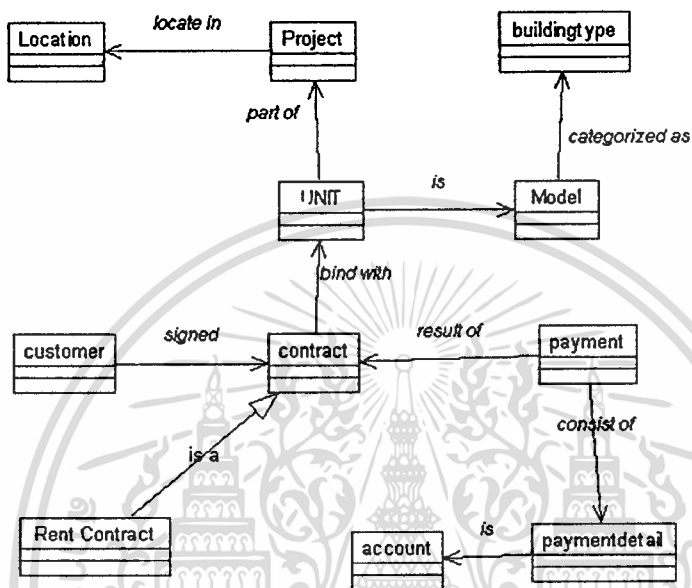 locate in
Location
Project
buildingtype
part of
categorized as
UNIT
is
Model
bind with
signed
result of
customer
contract
payment
consist of
is a
is
Rent Contract
account
paymentdetail